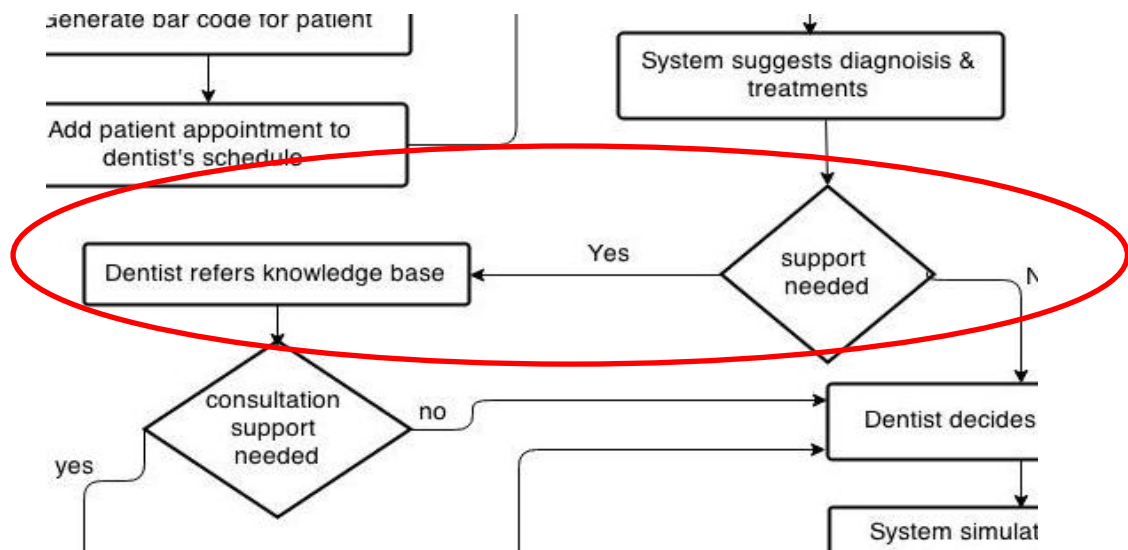 Generate bar code for patient
System suggests diagnoisis &
treatments
Add patient appointment to
dentist's schedule
Dentist refers knowledge base
Yes
support
needed
N
consultation
support
needed
no
yes
Dentist decides
System simulat